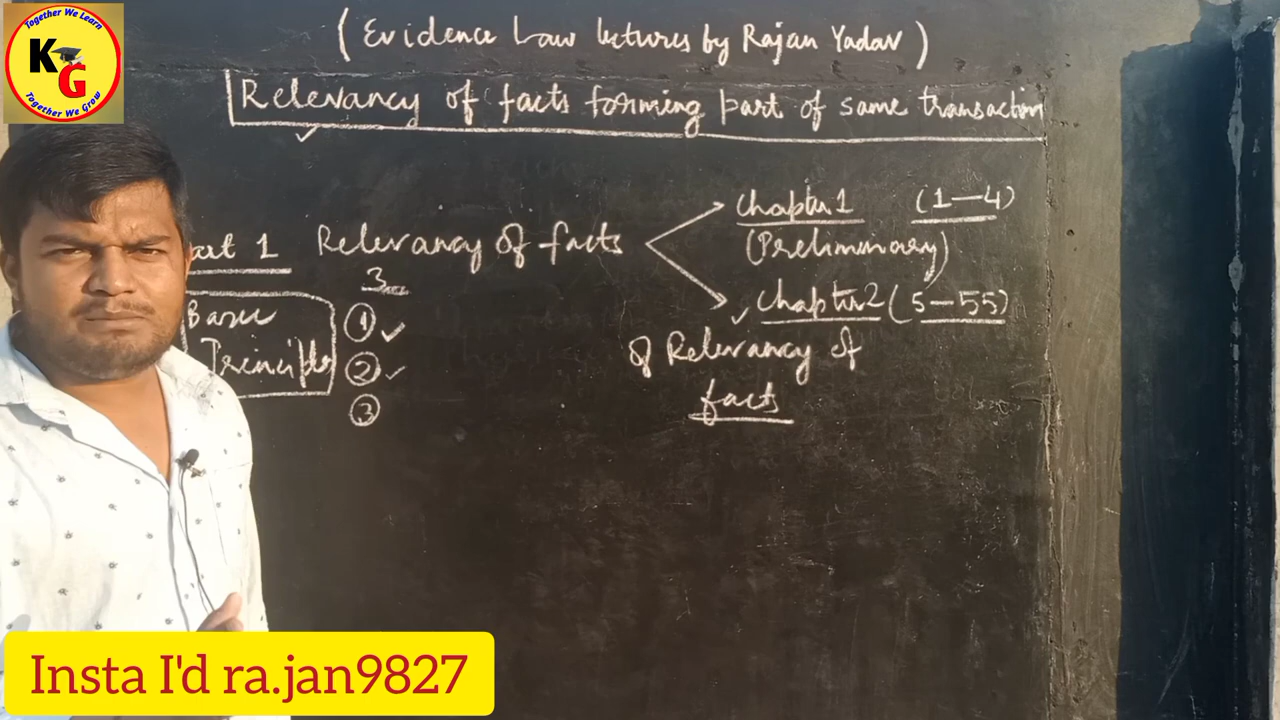 Together We Learn
KG
Together We Grow
(Evidence Law lectures by Rajan Yadav)
Relevancy of facts forming part of same transaction
1 Relevancy of facts
chapter 1 (1-4)
(Preliminary)
chapter 2 (5-55)
Relevancy of
facts
3
Basic
Principles
①
②
③
Insta I'd ra.jan9827